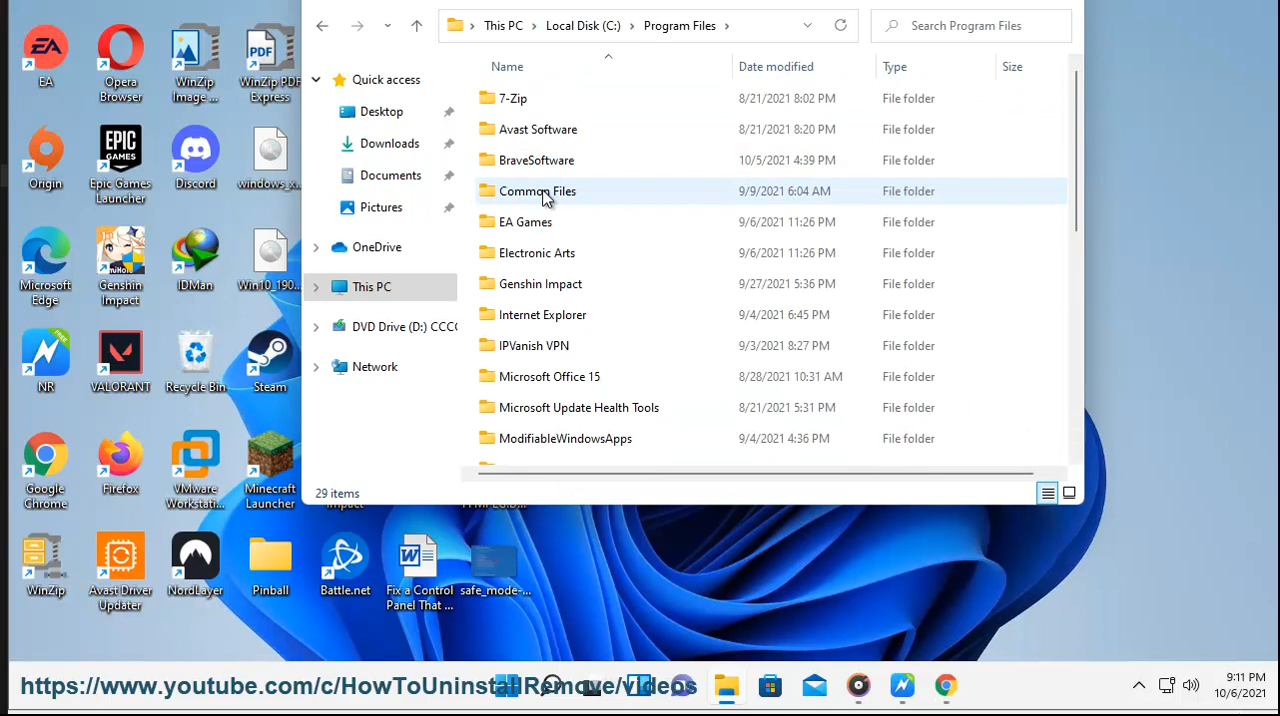 This PC Local Disk (C:) Program Files
Search Program Files
Name Date modified Type Size
Quick access
Desktop
Downloads
Documents
Pictures
OneDrive
This PC
DVD Drive (D:) CCC
Network
7-Zip 8/21/2021 8:02 PM File folder
Avast Software 8/21/2021 8:20 PM File folder
BraveSoftware 10/5/2021 4:39 PM File folder
Common Files 9/9/2021 6:04 AM File folder
EA Games 9/6/2021 11:26 PM File folder
Electronic Arts 9/6/2021 11:26 PM File folder
Genshin Impact 9/27/2021 5:36 PM File folder
Internet Explorer 9/4/2021 6:45 PM File folder
IPVanish VPN 9/3/2021 8:27 PM File folder
Microsoft Office 15 8/28/2021 10:31 AM File folder
Microsoft Update Health Tools 8/21/2021 5:31 PM File folder
ModifiableWindowsApps 9/4/2021 4:36 PM File folder
29 items
EA
EA
Opera
Browser
WinZip
Image ...
PDF
WinZip PDF
Express
Origin
EPIC
GAMES
Epic Games
Launcher
Discord
windows_x...
Microsoft
Edge
Genshin
Impact
IDMan
Win10_190...
FREE
NR
VALORANT
Recycle Bin
Steam
Google
Chrome
Firefox
VMware
Workstati...
Minecraft
Launcher
Impact
WinZip
Avast Driver
Updater
NordLayer
Pinball
Battle.net
W
Fix a Control
Panel That ...
safe_mode-...
https://www.youtube.com/c/HowToUninstallRemove/videos
9:11 PM
10/6/2021